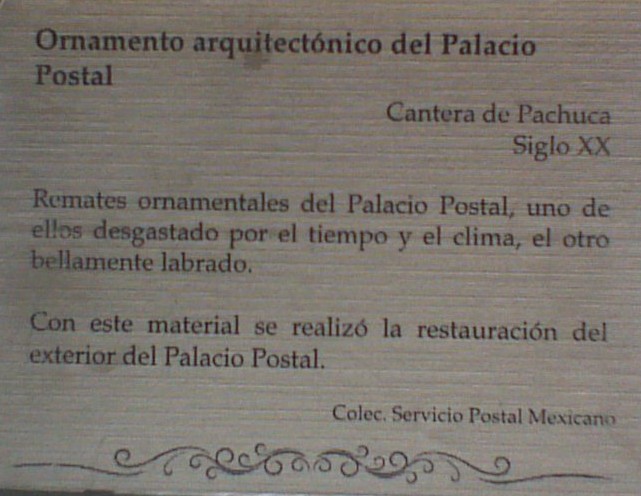 Ornamento arquitectónico del Palacio
Postal
Cantera de Pachuca
Siglo XX
Remates ornamentales del Palacio Postal, uno de
ellos desgastado por el tiempo y el clima, el otro
bellamente labrado.
Con este material se realizó la restauración del
exterior del Palacio Postal.
Colec. Servicio Postal Mexicano